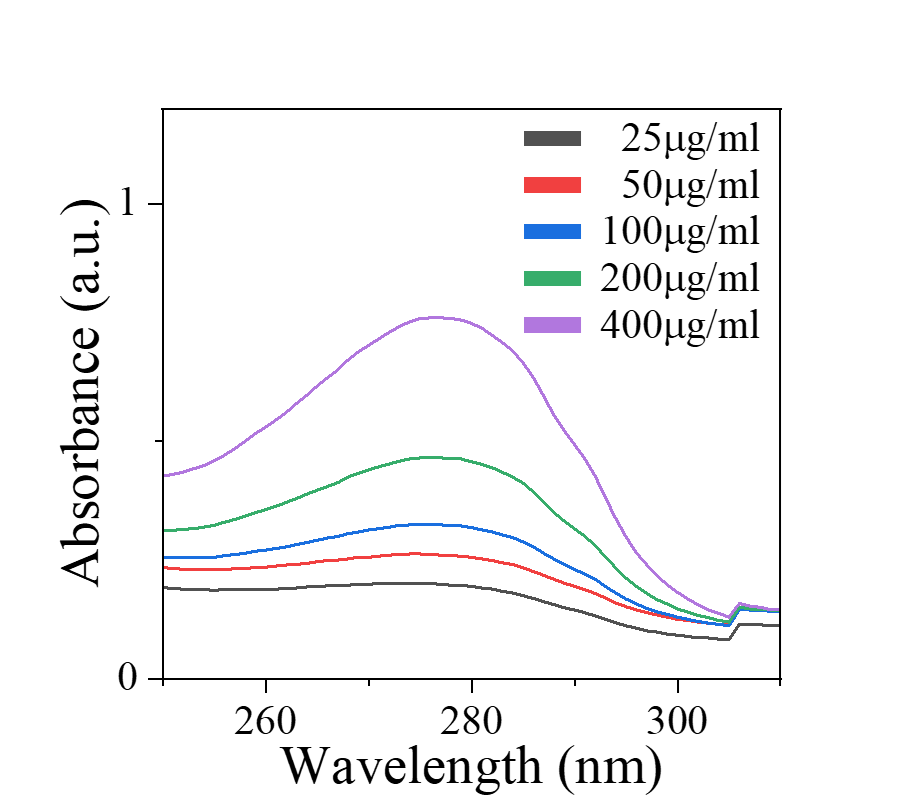 25μg/ml
50μg/ml
100μg/ml
200μg/ml
400μg/ml
Absorbance (a.u.)
1
0
260 280 300
Wavelength (nm)